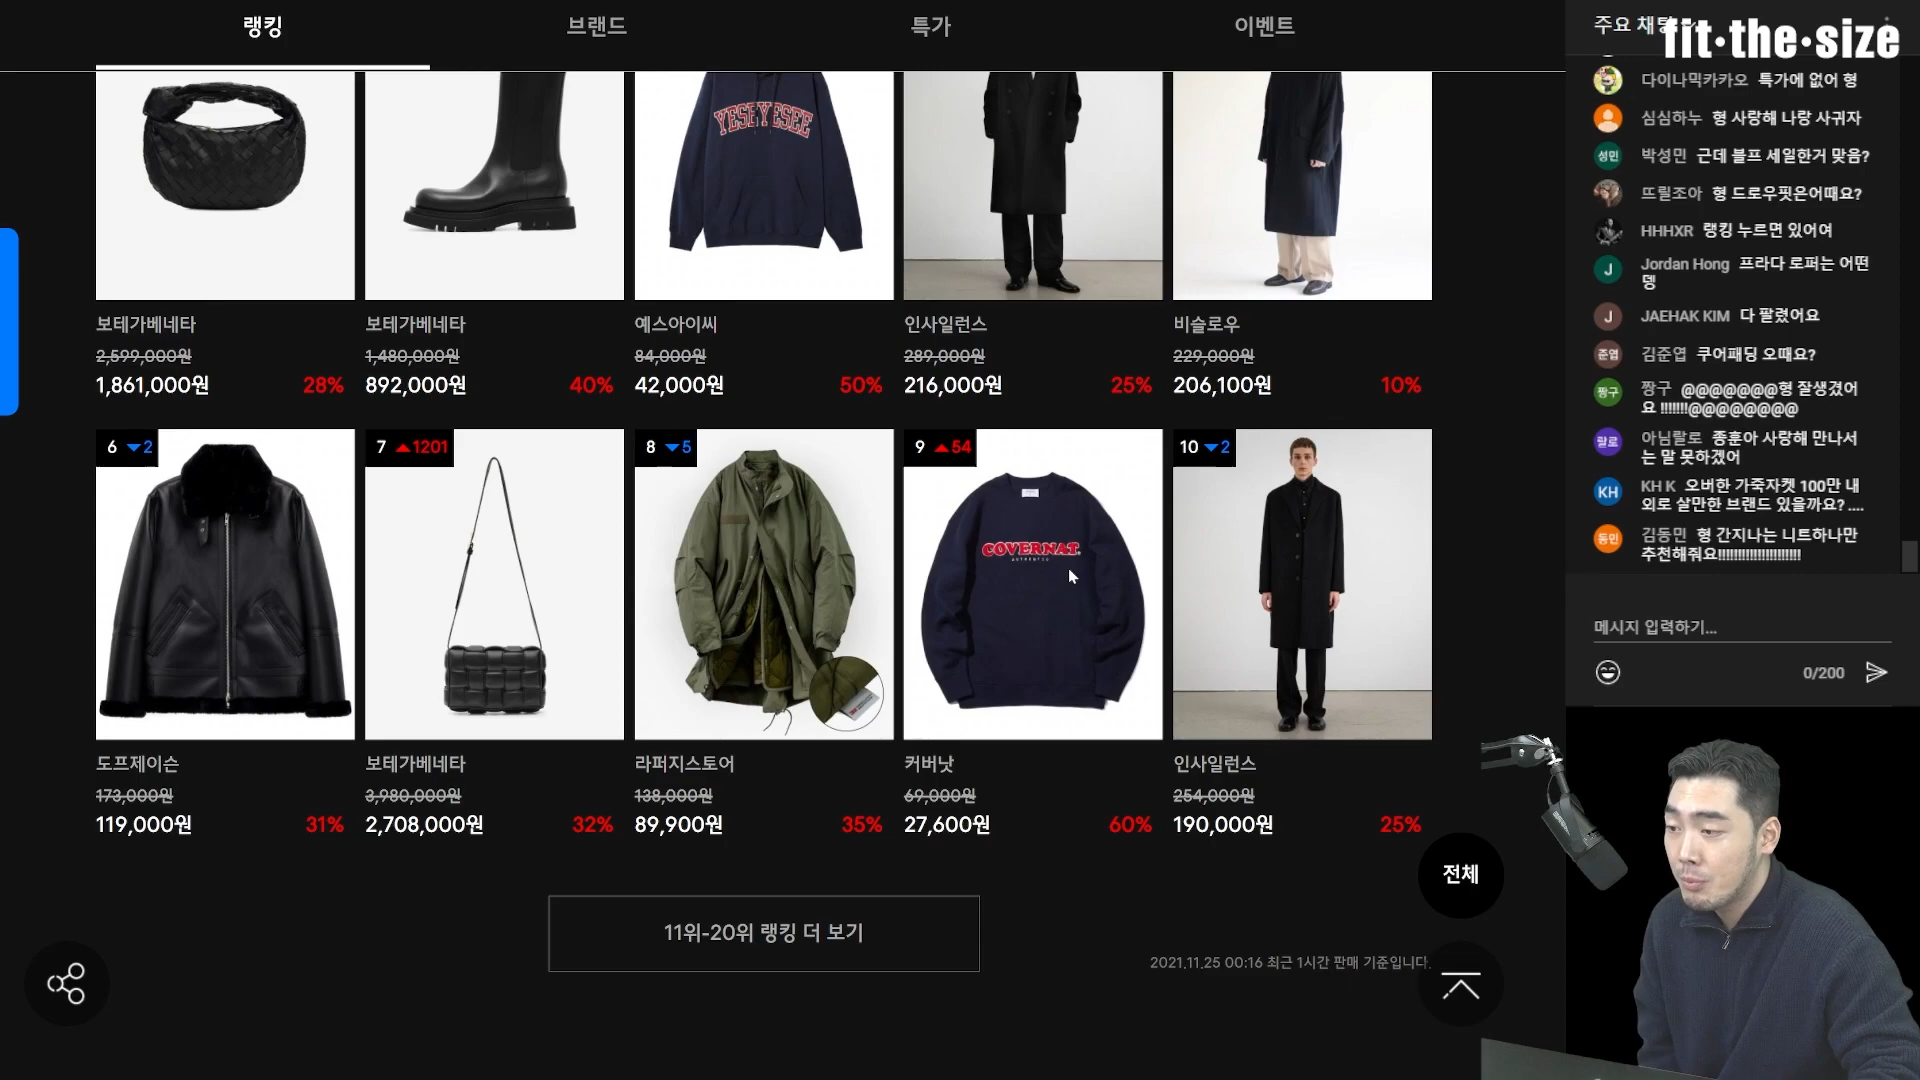 랭킹
브랜드
특가
이벤트
YESEYESEE
보테가베네타
2,599,000원
1,861,000원 28%
보테가베네타
1,480,000원
892,000원 40%
예스아이씨
84,000원
42,000원 50%
인사일런스
289,000원
216,000원 25%
비슬로우
229,000원
206,100원 10%
6 ▼2
7 ▲1201
8 ▼5
9 ▲54
10 ▼2
COVERNAT.
AUTHENTIC
도프제이슨
173,000원
119,000원 31%
보테가베네타
3,980,000원
2,708,000원 32%
라퍼지스토어
138,000원
89,900원 35%
커버낫
69,000원
27,600원 60%
인사일런스
254,000원
190,000원 25%
전체
11위-20위 랭킹 더 보기
2021.11.25 00:16 최근 1시간 판매 기준입니다.
주요 채팅
fit·the·size
다이나믹카카오 특가에 없어 형
심심하누 형 사랑해 나랑 사귀자
성민
박성민 근데 블프 세일한거 맞음?
뜨릴조아 형 드로우핏은어때요?
HHHXR 랭킹 누르면 있어여
J
Jordan Hong 프라다 로퍼는 어떤
뎅
J
JAEHAK KIM 다 팔렸어요
준엽
김준엽 쿠어패딩 오때요?
짱구
짱구 @@@@@@@형 잘생겼어
요 !!!!!!!@@@@@@@@
랄로
아님랄로 종훈아 사랑해 만나서
는 말 못하겠어
KH
KH K 오버한 가죽자켓 100만 내
외로 살만한 브랜드 있을까요? ....
동민
김동민 형 간지나는 니트하나만
추천해줘요!!!!!!!!!!!!!!!!!!!!
메시지 입력하기...
0/200